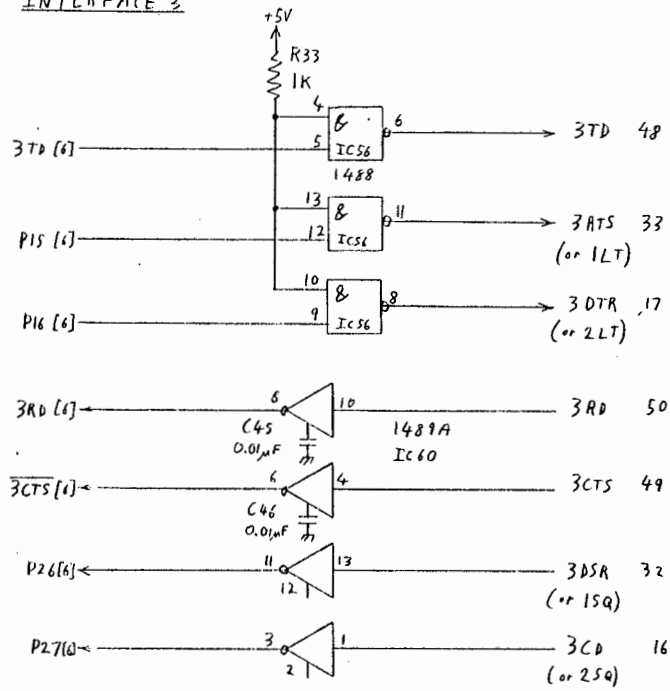 INTERFACE 3
+5V
R33
1K
4
&
6
3TD [6]
5
IC56
3TD 48
1488
13
&
11
3RTS 33
P15 [6]
12
IC56
(or 1LT)
10
&
8
3DTR 17
P16 [6]
9
IC56
(or 2LT)
3RD [6]
8
10
3RD 50
C45
0.01µF
1489A
IC60
3CTS [6]
6
4
3CTS 49
C46
0.01µF
P26[6]
11
13
3DSR 32
12
(or 1SQ)
P27[6]
3
1
3CD 16
2
(or 2SQ)